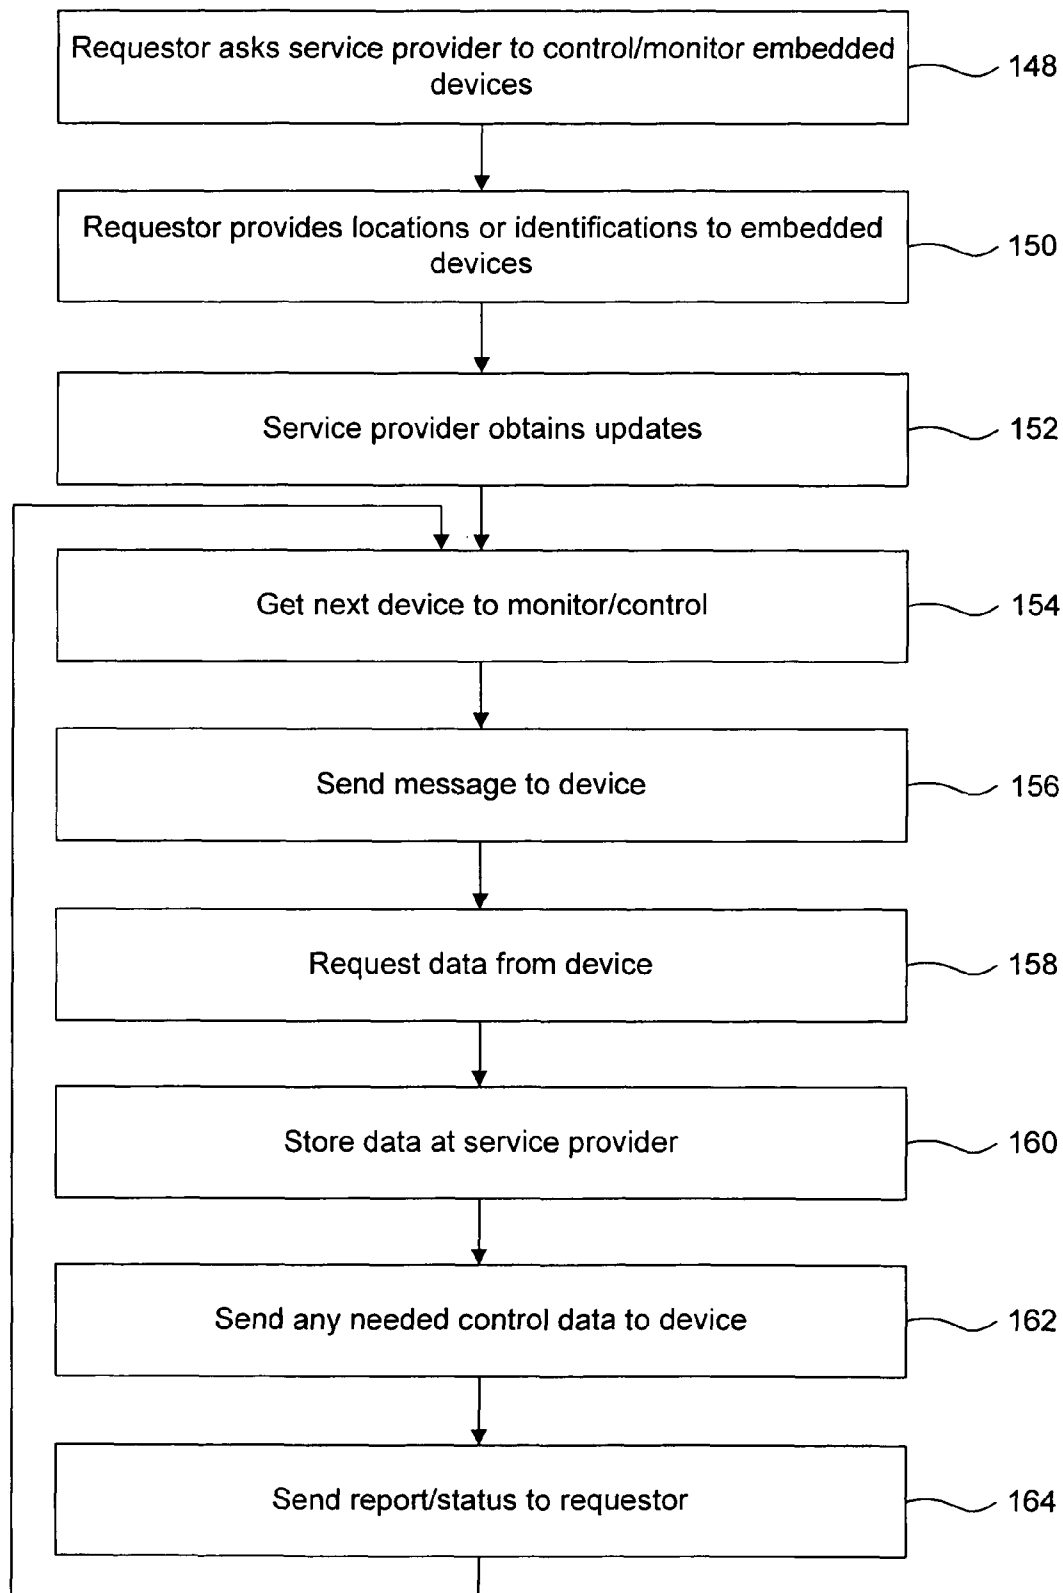 Requestor asks service provider to control/monitor embedded
devices
148
Requestor provides locations or identifications to embedded
devices
150
Service provider obtains updates
152
Get next device to monitor/control
154
Send message to device
156
Request data from device
158
Store data at service provider
160
Send any needed control data to device
162
Send report/status to requestor
164